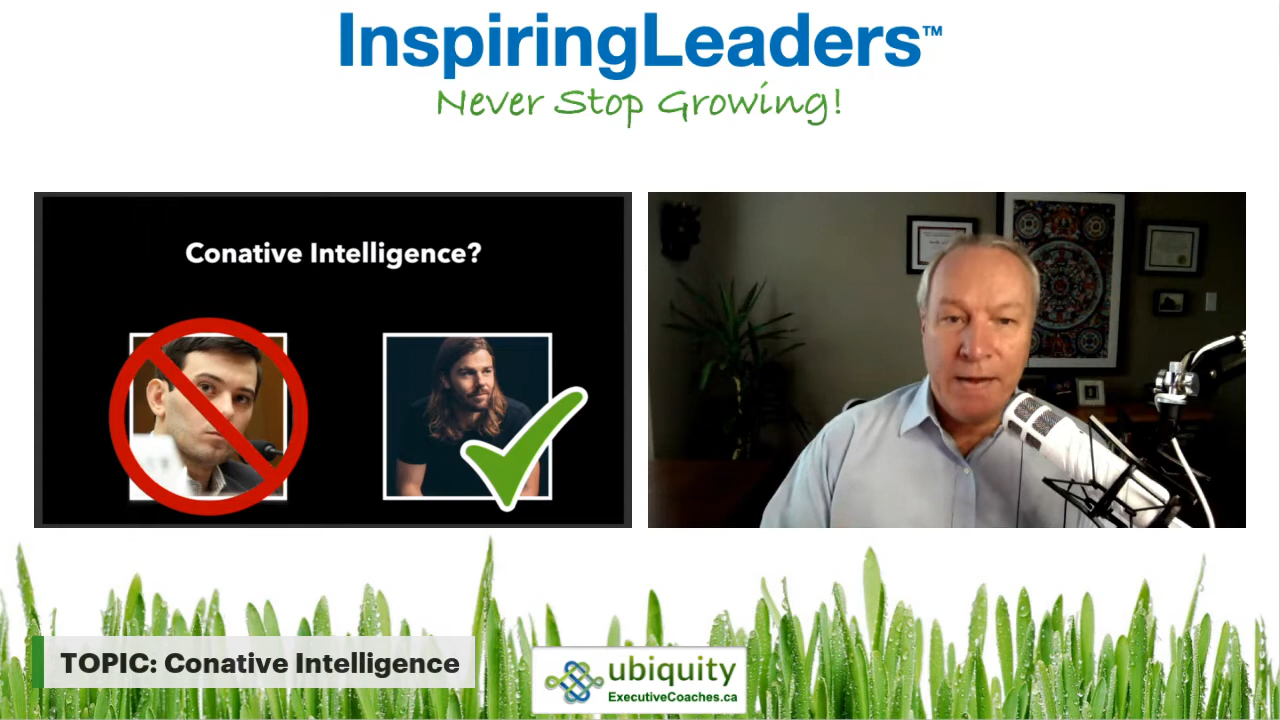 InspiringLeaders™
Never Stop Growing!
Conative Intelligence?
TOPIC: Conative Intelligence
ubiquity
ExecutiveCoaches.ca